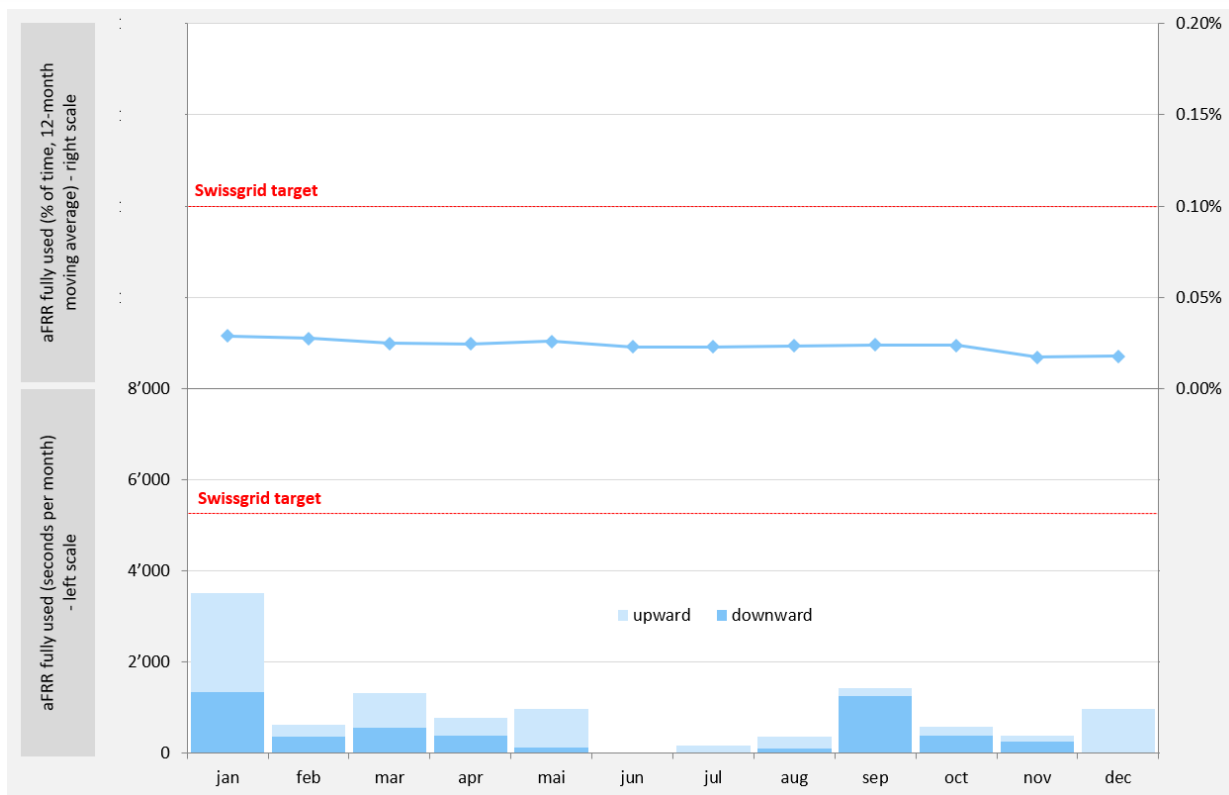 aFRR fully used (% of time, 12-month
moving average) - right scale
0.20%
0.15%
Swissgrid target
0.10%
0.05%
0.00%
aFRR fully used (seconds per month)
- left scale
8’000
6’000
Swissgrid target
4’000
upward downward
2’000
0
jan feb mar apr mai jun jul aug sep oct nov dec